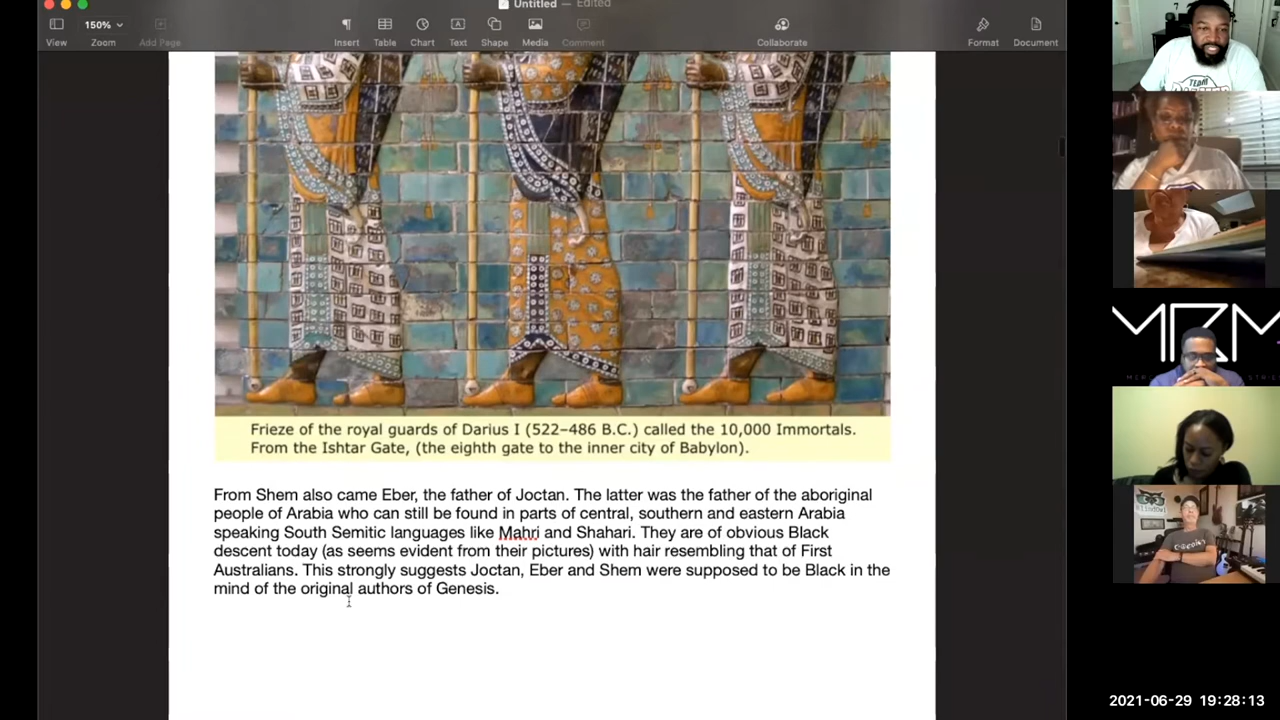 Untitled — Edited
150%
View
Zoom
Add Page
Insert
Table
Chart
Text
Shape
Media
Comment
Collaborate
Format
Document
Frieze of the royal guards of Darius I (522–486 B.C.) called the 10,000 Immortals.
From the Ishtar Gate, (the eighth gate to the inner city of Babylon).
From Shem also came Eber, the father of Joctan. The latter was the father of the aboriginal
people of Arabia who can still be found in parts of central, southern and eastern Arabia
speaking South Semitic languages like Mahri and Shahari. They are of obvious Black
descent today (as seems evident from their pictures) with hair resembling that of First
Australians. This strongly suggests Joctan, Eber and Shem were supposed to be Black in the
mind of the original authors of Genesis.
TEAM
MRM
2021-06-29 19:28:13